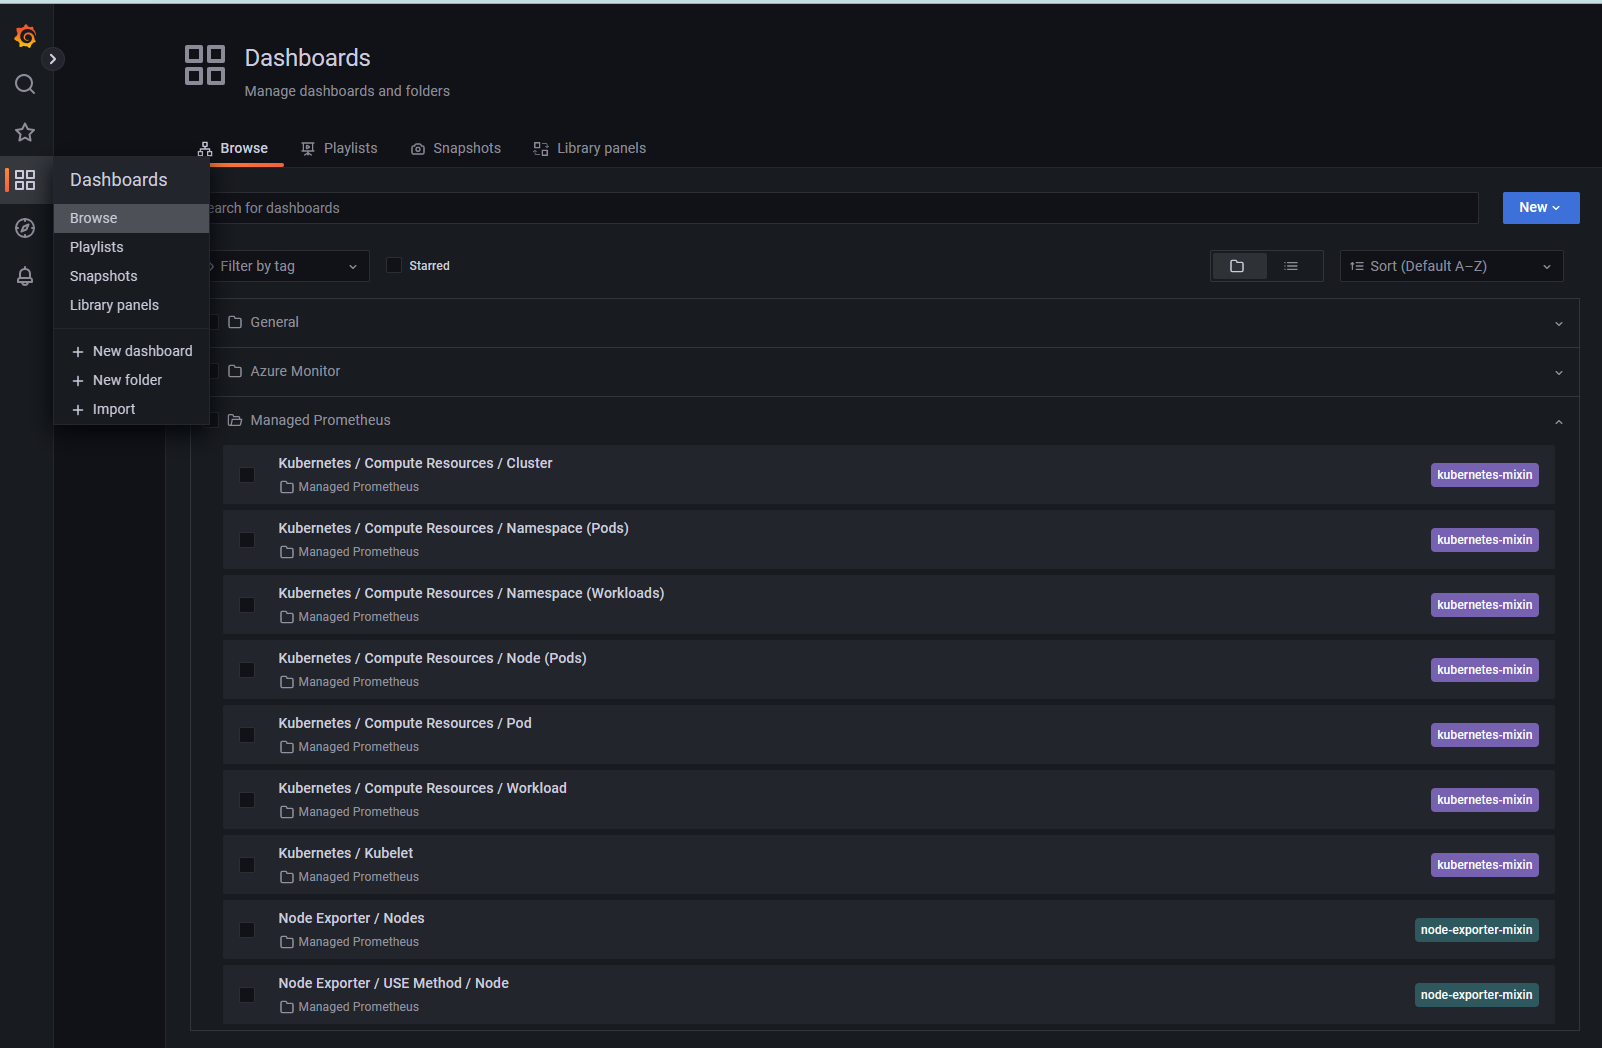 Dashboards
Manage dashboards and folders
Browse
Playlists
Snapshots
Library panels
Dashboards
Browse
Playlists
Snapshots
Library panels
New dashboard
New folder
Import
earch for dashboards
New
Filter by tag
Starred
Sort (Default A–Z)
General
Azure Monitor
Managed Prometheus
Kubernetes / Compute Resources / Cluster
Managed Prometheus
kubernetes-mixin
Kubernetes / Compute Resources / Namespace (Pods)
Managed Prometheus
kubernetes-mixin
Kubernetes / Compute Resources / Namespace (Workloads)
Managed Prometheus
kubernetes-mixin
Kubernetes / Compute Resources / Node (Pods)
Managed Prometheus
kubernetes-mixin
Kubernetes / Compute Resources / Pod
Managed Prometheus
kubernetes-mixin
Kubernetes / Compute Resources / Workload
Managed Prometheus
kubernetes-mixin
Kubernetes / Kubelet
Managed Prometheus
kubernetes-mixin
Node Exporter / Nodes
Managed Prometheus
node-exporter-mixin
Node Exporter / USE Method / Node
Managed Prometheus
node-exporter-mixin